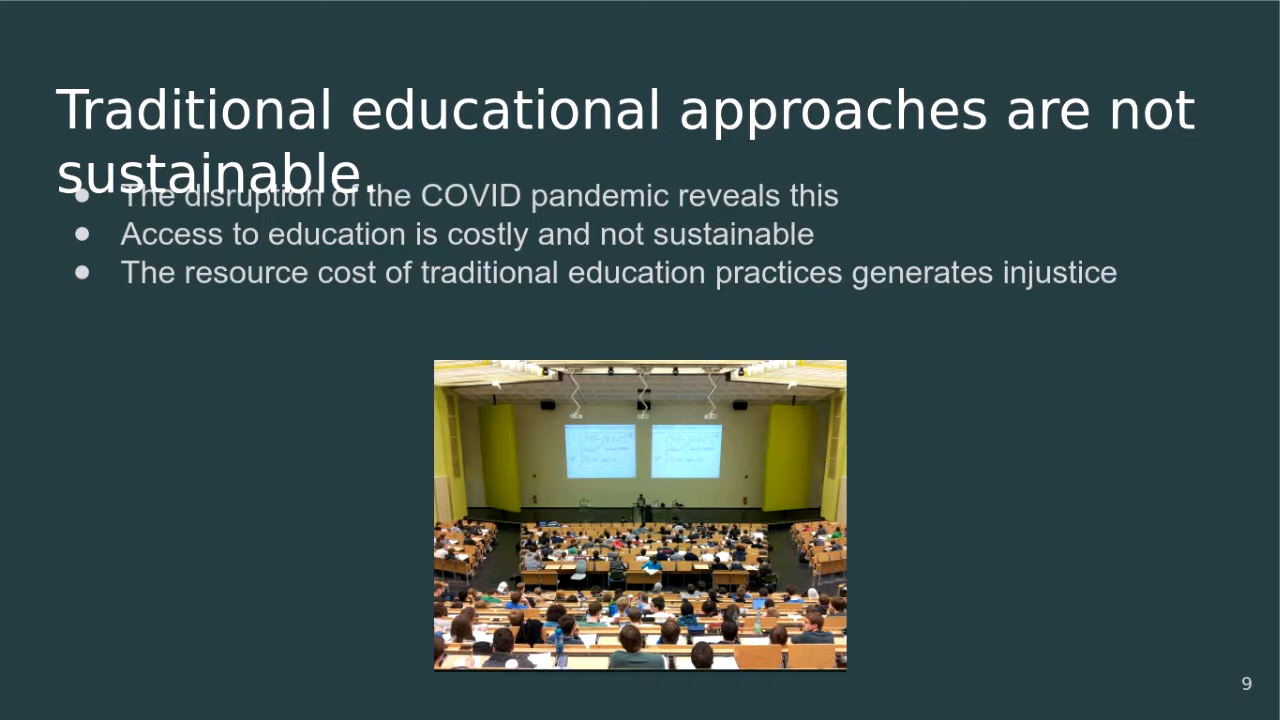 Traditional educational approaches are not
sustainable.
● The disruption of the COVID pandemic reveals this
● Access to education is costly and not sustainable
● The resource cost of traditional education practices generates injustice
9